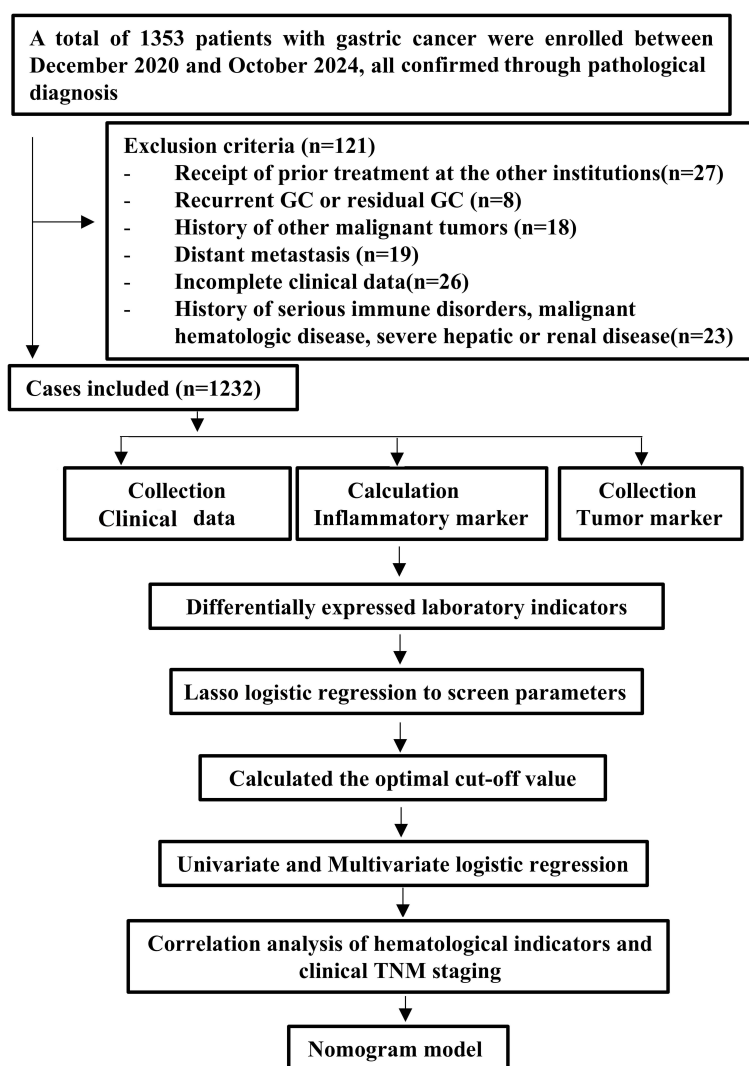 A total of 1353 patients with gastric cancer were enrolled between
December 2020 and October 2024, all confirmed through pathological
diagnosis
Exclusion criteria (n=121)
- Receipt of prior treatment at the other institutions(n=27)
- Recurrent GC or residual GC (n=8)
- History of other malignant tumors (n=18)
- Distant metastasis (n=19)
- Incomplete clinical data(n=26)
- History of serious immune disorders, malignant
hematologic disease, severe hepatic or renal disease(n=23)
Cases included (n=1232)
Collection
Clinical data
Calculation
Inflammatory marker
Collection
Tumor marker
Differentially expressed laboratory indicators
Lasso logistic regression to screen parameters
Calculated the optimal cut-off value
Univariate and Multivariate logistic regression
Correlation analysis of hematological indicators and
clinical TNM staging
Nomogram model